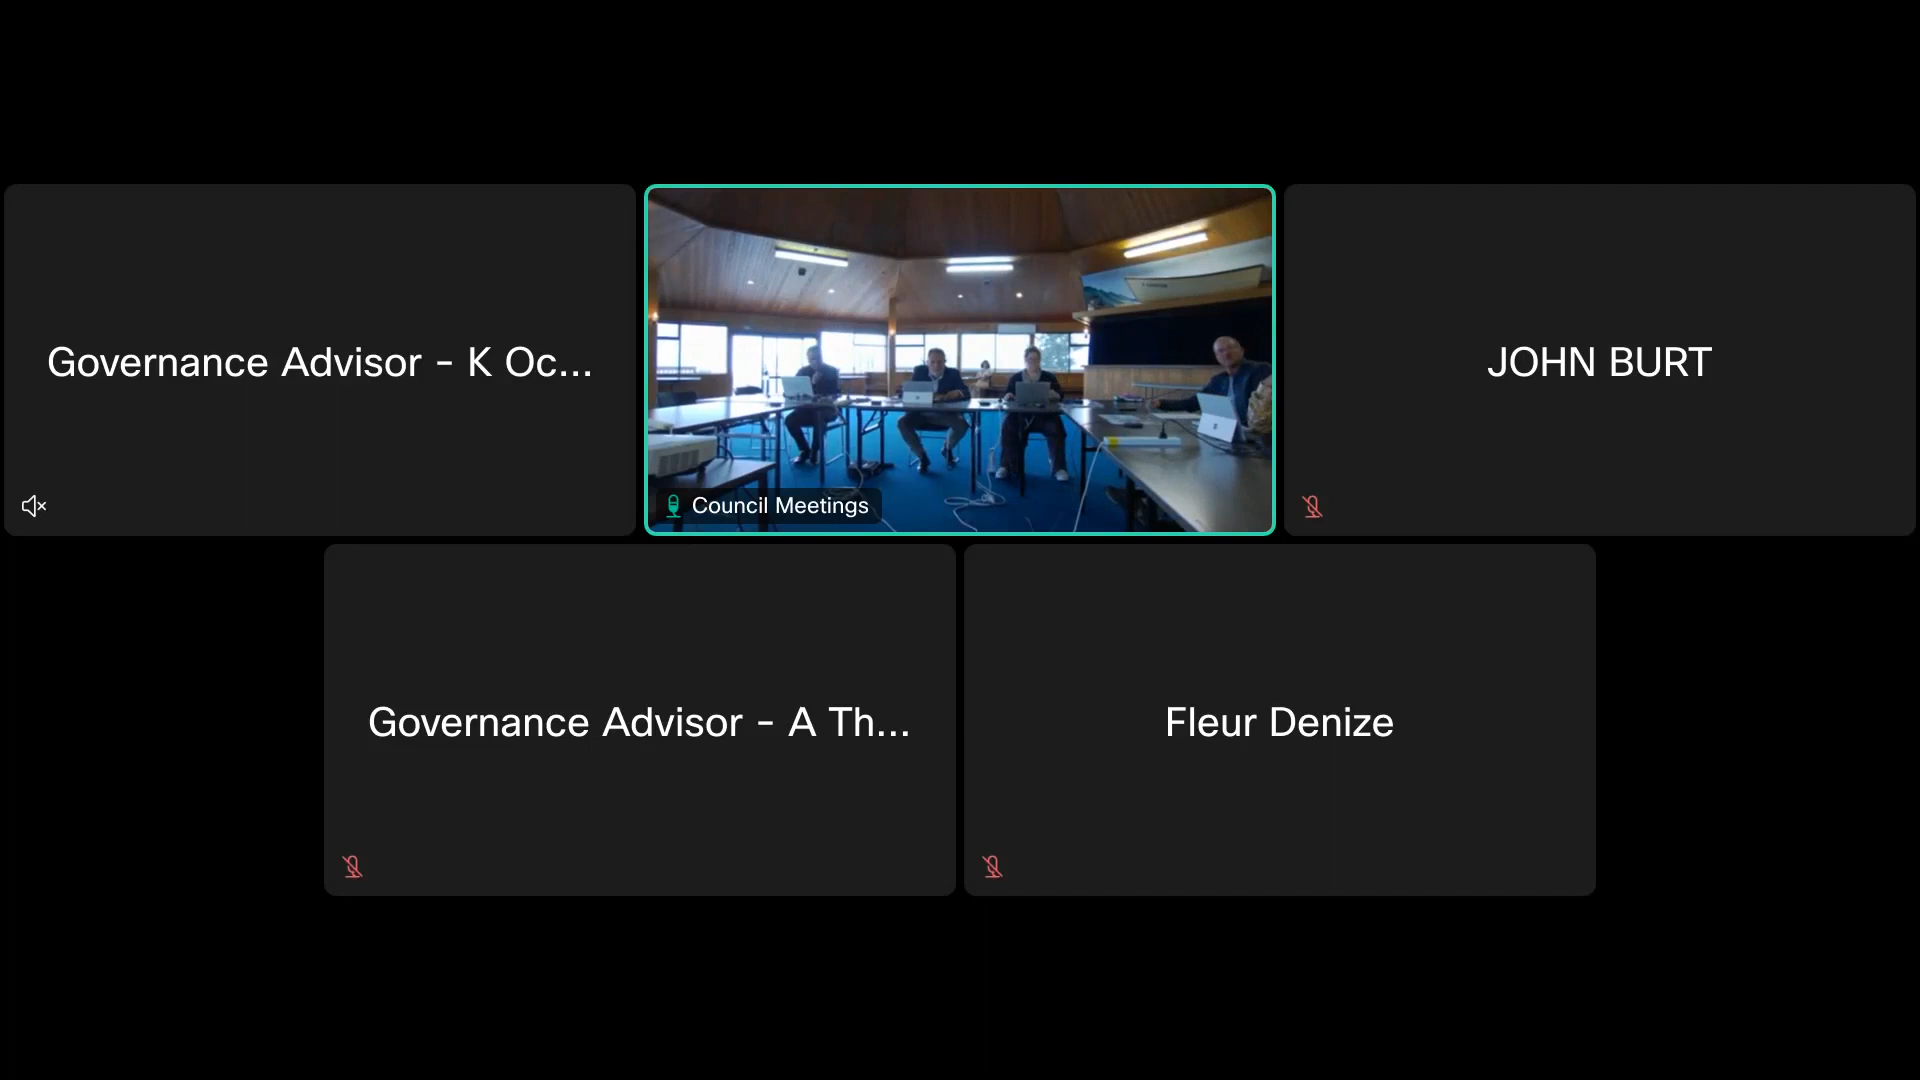 Governance Advisor - K Oc...
Council Meetings
JOHN BURT
Governance Advisor - A Th...
Fleur Denize